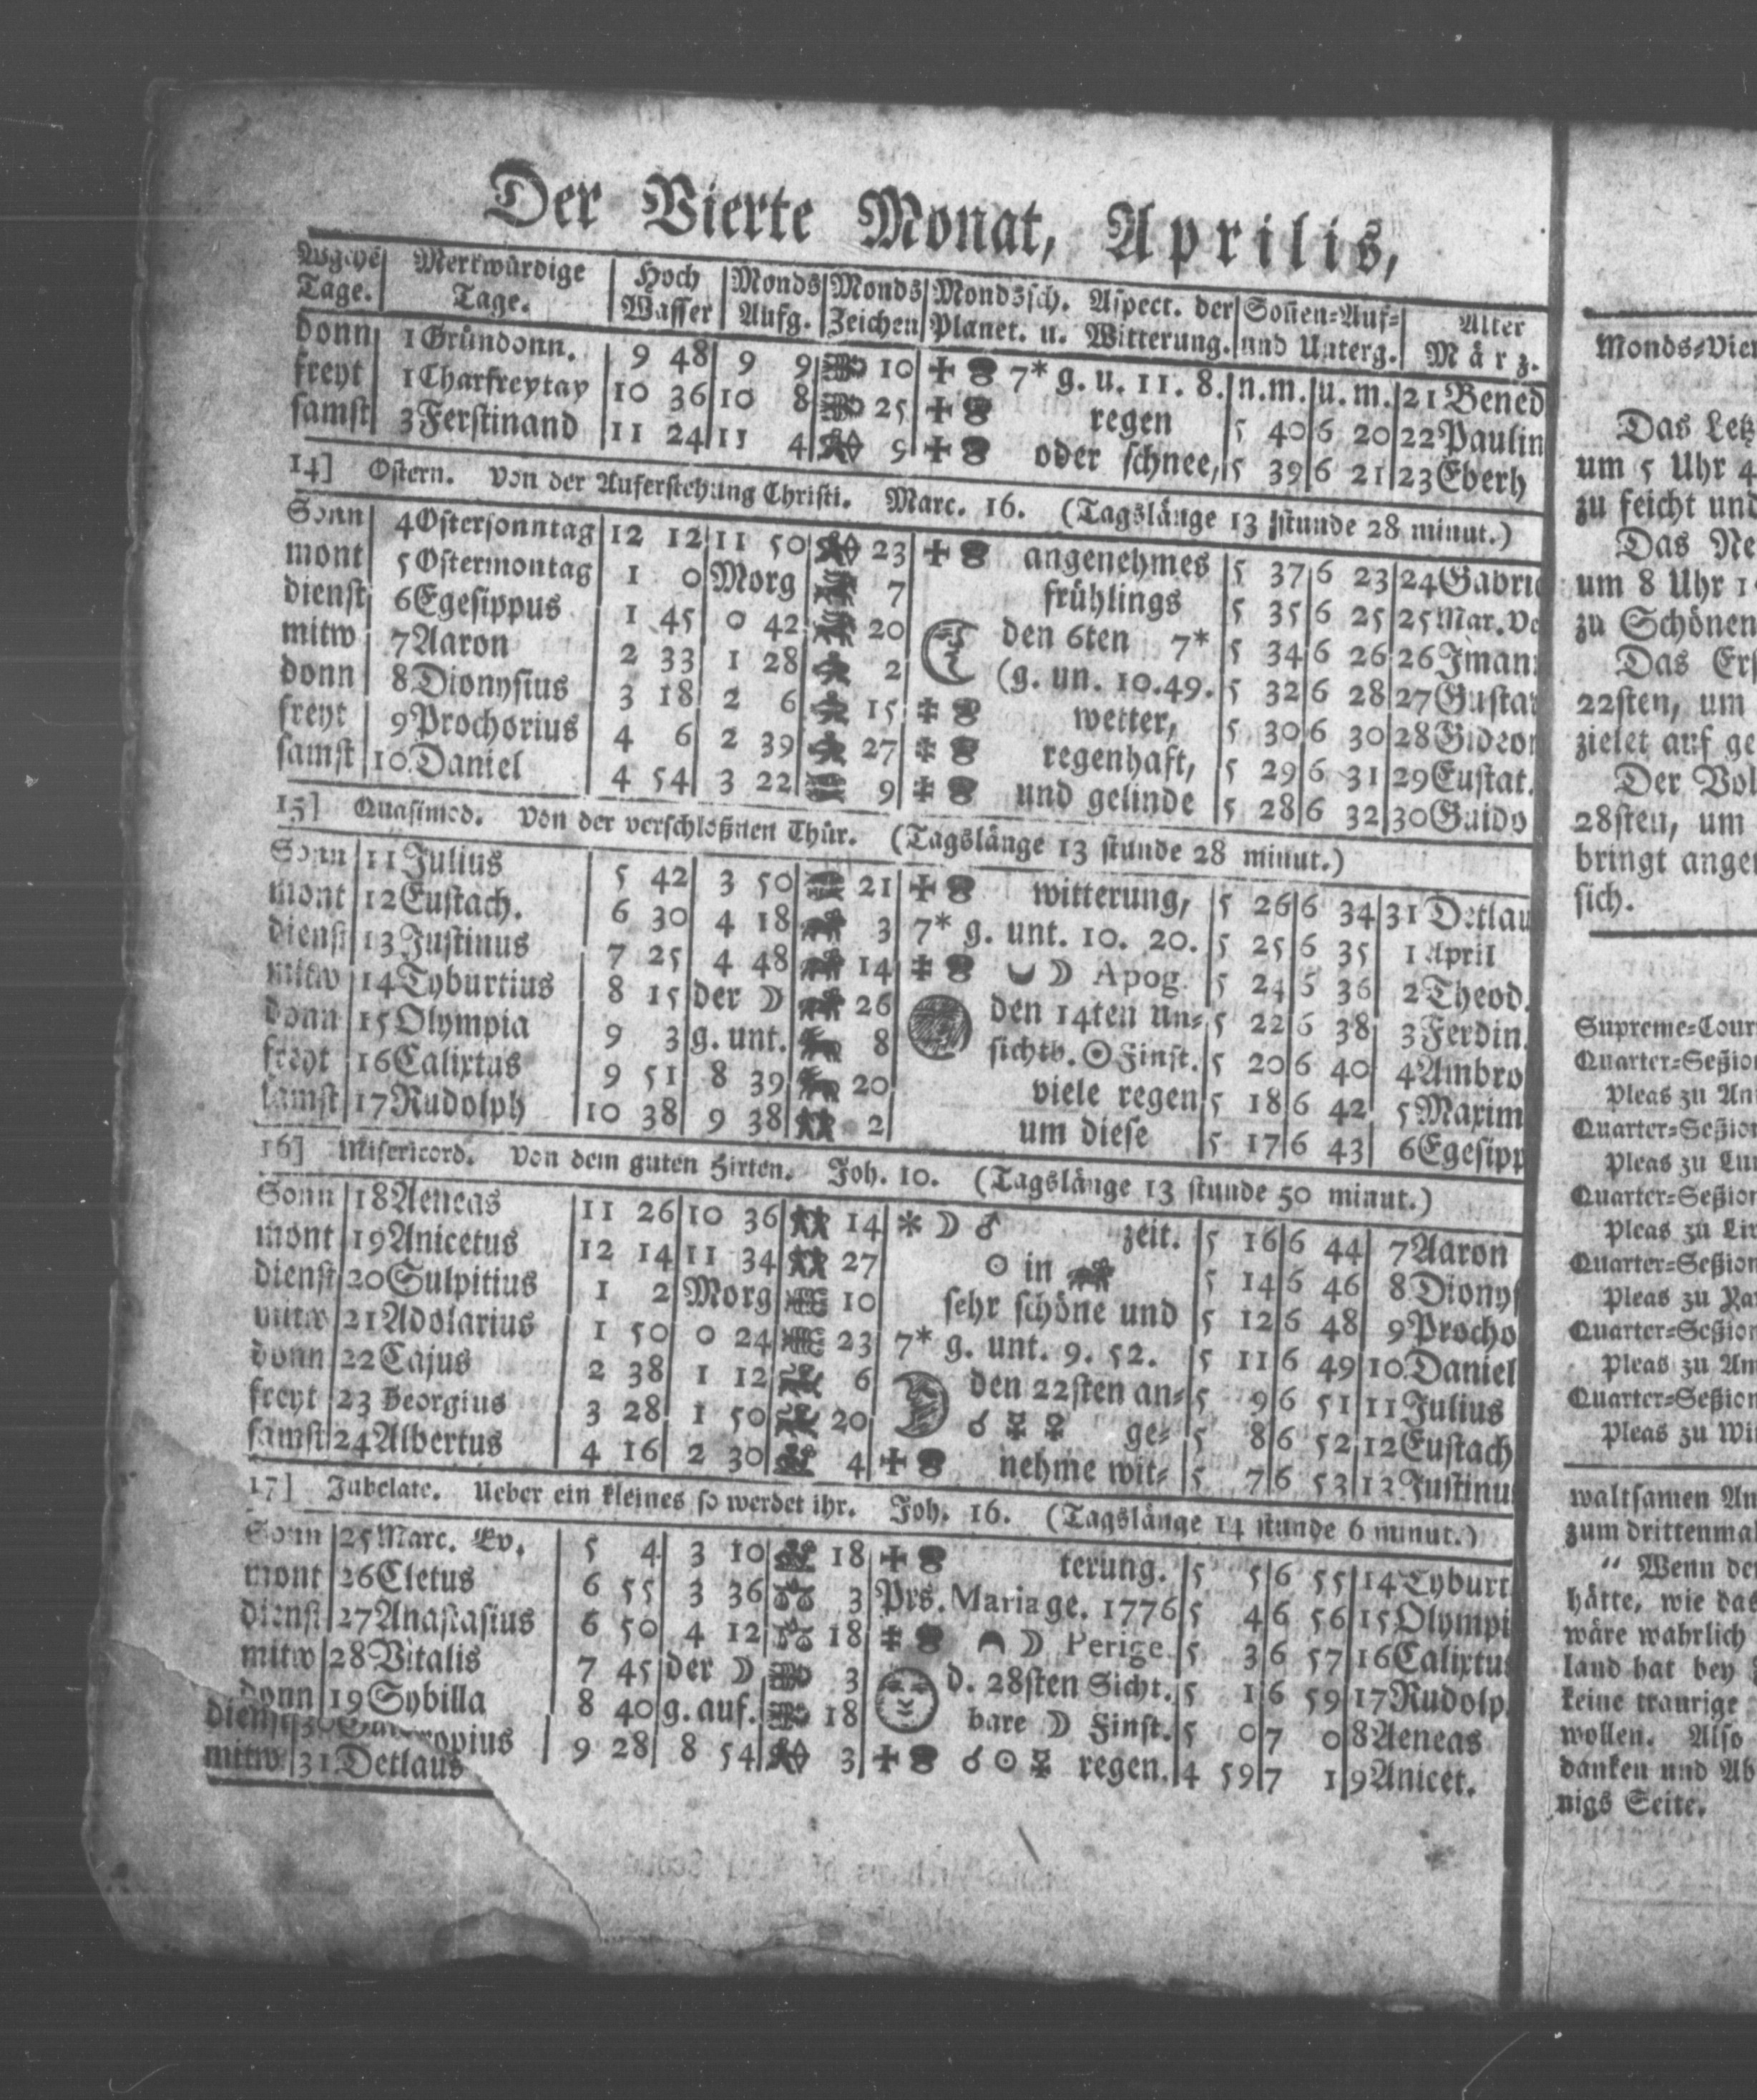 Der Vierte Monat, Aprilis,
Tage. Merkwürdige Tage. Hoch Wasser Monds Aufg. Monds Zeichen Mondssch. Aspect. der Planet. u. Witterung. Soñen-Auf- und Unterg. Alter März.
donn 1 Gründonn. 9 48 9 9 10 7* g. u. 11. 8. n.m. u.m. 21 Bened
freyt 1 Charfreytay 10 36 10 8 25 regen 5 40 6 20 22 Paulin
samst 3 Ferstinand 11 24 11 4 9 oder schnee, 5 39 6 21 23 Eberh
14] Ostern. Von der Auferstehung Christi. Marc. 16. (Tagslänge 13 stunde 28 minut.)
Sonn 4 Ostersonntag 12 12 11 50 23 angenehmes 5 37 6 23 24 Gabrie
mont 5 Ostermontag 1 0 Morg 7 frühlings 5 35 6 25 25 Mar. Ve
dienst 6 Egesippus 1 45 0 42 20 den 6ten 7* 5 34 6 26 26 Iman
mitw 7 Aaron 2 33 1 28 2 (g. un. 10.49. 5 32 6 28 27 Gustav
donn 8 Dionysius 3 18 2 6 15 wetter, 5 30 6 30 28 Gideon
freyt 9 Prochorius 4 6 2 39 27 regenhaft, 5 29 6 31 29 Eustat.
samst 10 Daniel 4 54 3 22 9 und gelinde 5 28 6 32 30 Guido
15] Quasimod. Von der verschloßnen Thür. (Tagslänge 13 stunde 28 minut.)
Sonn 11 Julius 5 42 3 50 21 witterung, 5 26 6 34 31 Detlau
mont 12 Eustach. 6 30 4 18 3 7* g. unt. 10. 20. 5 25 6 35 1 April
dienst 13 Justinus 7 25 4 48 14 ☽ Apog. 5 24 5 36 2 Theod.
mitw 14 Tyburtius 8 15 der ☽ 26 den 14ten un- 5 22 6 38 3 Ferdin.
donn 15 Olympia 9 3 g. unt. 8 sichtb. ☉ Finst. 5 20 6 40 4 Ambro
freyt 16 Calixtus 9 51 8 39 20 viele regen 5 18 6 42 5 Maxim
samst 17 Rudolph 10 38 9 38 2 um diese 5 17 6 43 6 Egesipp
16] Misericord. Von dem guten Hirten. Joh. 10. (Tagslänge 13 stunde 50 minut.)
Sonn 18 Aeneas 11 26 10 36 14 * ☽ ♂ zeit. 5 16 6 44 7 Aaron
mont 19 Anicetus 12 14 11 34 27 ☉ in 5 14 6 46 8 Dionys
dienst 20 Sulpitius 1 2 Morg 10 sehr schöne und 5 12 6 48 9 Procho
mitw 21 Adolarius 1 50 0 24 23 7* g. unt. 9. 52. 5 11 6 49 10 Daniel
donn 22 Cajus 2 38 1 12 6 den 22sten an- 5 9 6 51 11 Julius
freyt 23 Georgius 3 28 1 50 20 ☌ ☿ ♀ ge- 5 8 6 52 12 Eustach
samst 24 Albertus 4 16 2 30 4 nehme wit- 5 7 6 53 13 Justinu
17] Jubelate. Ueber ein kleines so werdet ihr. Joh. 16. (Tagslänge 14 stunde 6 minut.)
Sonn 25 Marc. Ev. 5 4 3 10 18 terung. 5 5 6 55 14 Tyburt
mont 26 Cletus 6 55 3 36 3 Prs. Mariage. 1776 5 4 6 56 15 Olympi
dienst 27 Anastasius 6 50 4 12 18 ☽ Perige. 5 3 6 57 16 Calixtus
mitw 28 Vitalis 7 45 der ☽ 3 d. 28sten Sicht. 5 1 6 59 17 Rudolp.
donn 19 Sybilla 8 40 g. auf. 18 bare ☽ Finst. 5 0 7 0 8 Aeneas
opius 9 28 8 54 3 ☌ ☉ ☿ regen. 4 59 7 1 9 Anicet.
dienst 30
mitw 31 Detlaus
Monds-Vier
Das Letz
um 5 Uhr 4
zu feicht und
Das Ne
um 8 Uhr 1
zu Schönen
Das Ers
22sten, um
zielet auf ge
Der Vol
28sten, um
bringt ange
sich.
Supreme-Cour
Quarter-Seßion
Pleas zu An
Quarter-Seßion
Pleas zu Cu
Quarter-Seßion
Pleas zu Lin
Quarter-Seßion
Pleas zu Par
Quarter-Seßion
Pleas zu An
Quarter-Seßion
Pleas zu Wi
waltsamen An
zum drittenma
“ Wenn der
hätte, wie das
wäre wahrlich
land hat bey
keine traurige
wollen. Also
danken und Ab
nigs Seite.